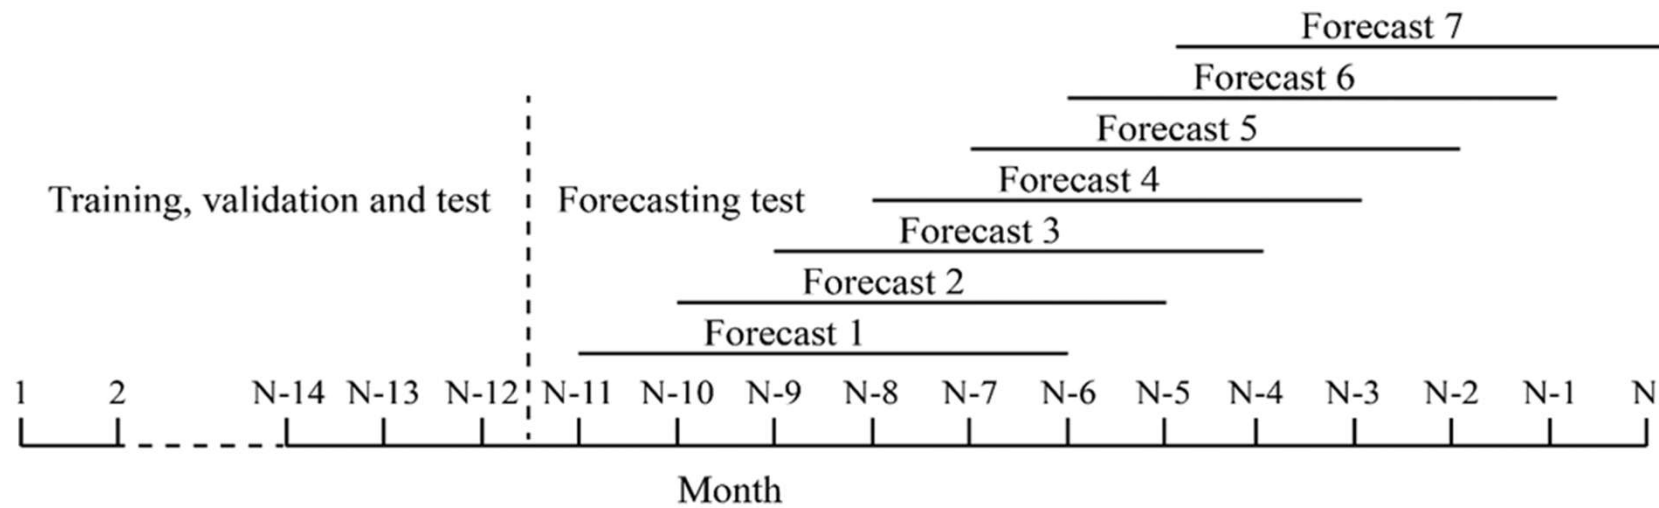 Forecast 7
Forecast 6
Forecast 5
Forecast 4
Training, validation and test
Forecasting test
Forecast 3
Forecast 2
Forecast 1
1 2 N-14 N-13 N-12 N-11 N-10 N-9 N-8 N-7 N-6 N-5 N-4 N-3 N-2 N-1 N
Month